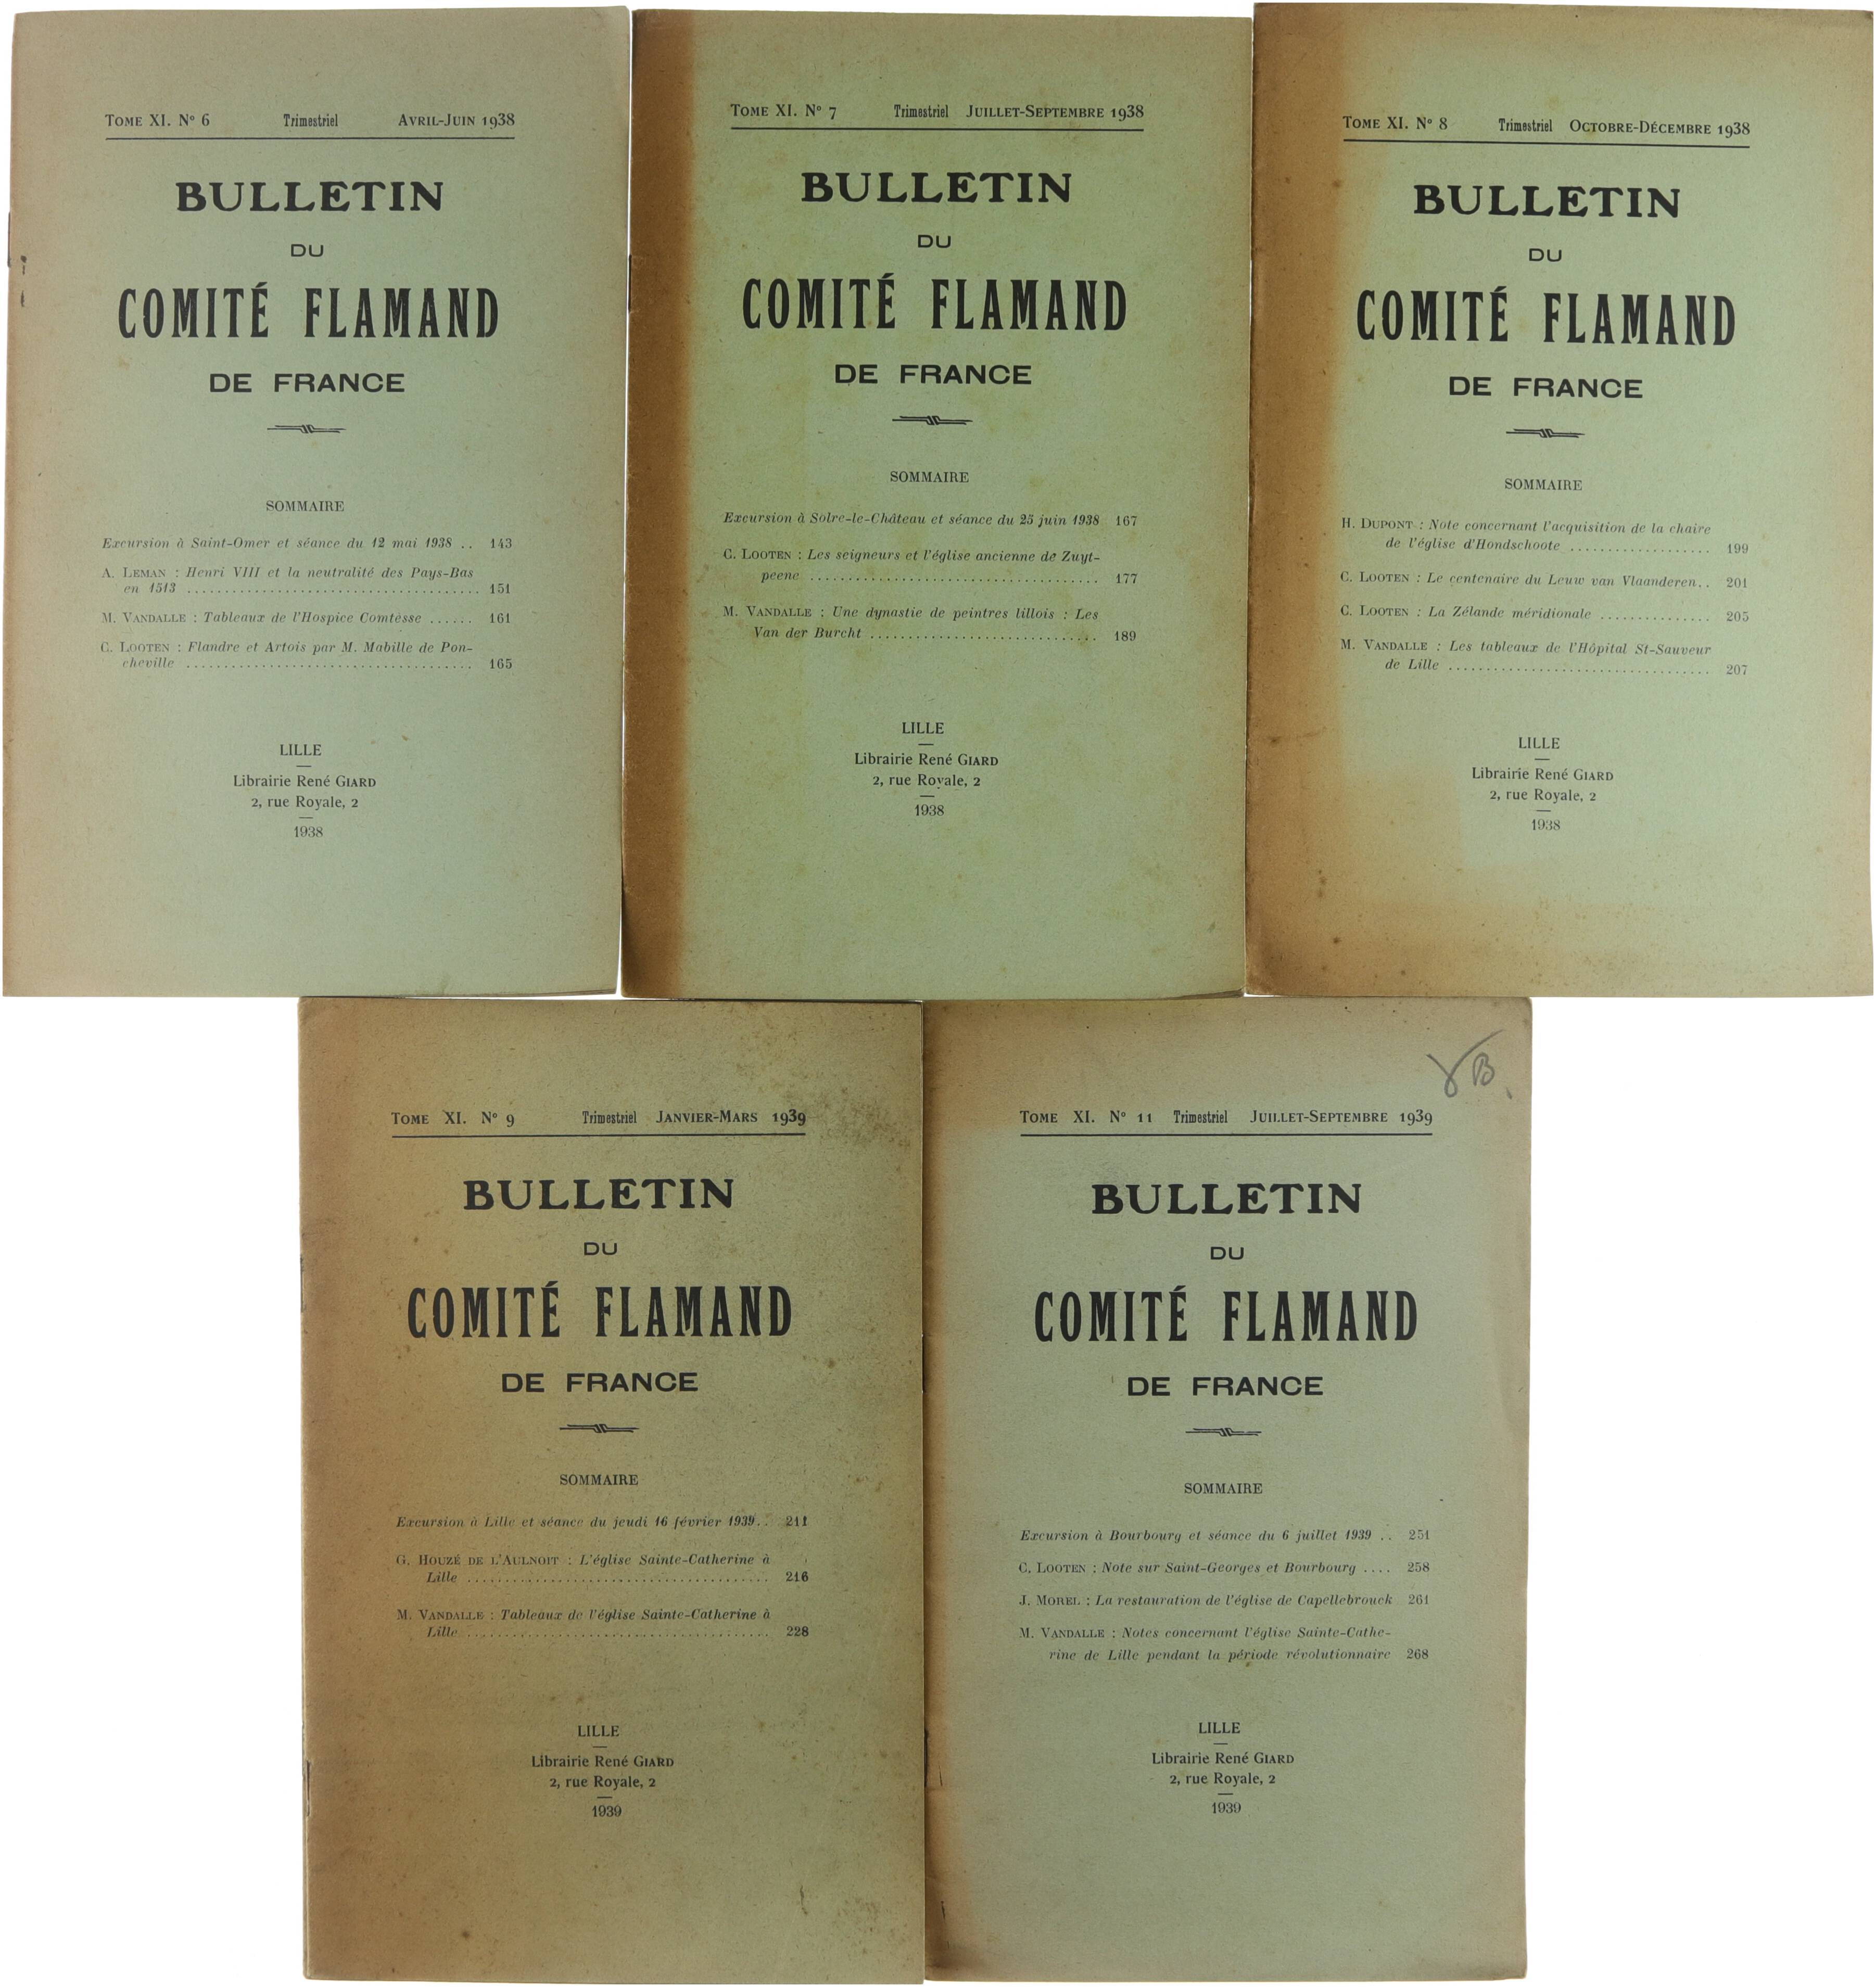 TOME XI. N° 6 Trimestriel AVRIL-JUIN 1938
BULLETIN
DU
COMITÉ FLAMAND
DE FRANCE
SOMMAIRE
Excursion à Saint-Omer et séance du 12 mai 1938 .. 143
A. LEMAN : Henri VIII et la neutralité des Pays-Bas
en 1513 ........................................ 151
M. VANDALLE : Tableaux de l'Hospice Comtesse ...... 161
C. LOOTEN : Flandre et Artois par M. Mabille de Pon-
cheville ........................................ 165
LILLE
Librairie René GIARD
2, rue Royale, 2
1938
TOME XI. N° 7 Trimestriel JUILLET-SEPTEMBRE 1938
BULLETIN
DU
COMITÉ FLAMAND
DE FRANCE
SOMMAIRE
Excursion à Solre-le-Château et séance du 25 juin 1938 167
C. LOOTEN : Les seigneurs et l'église ancienne de Zuyt-
peene ...................................... 177
M. VANDALLE : Une dynastie de peintres lillois : Les
Van der Burcht .............................. 189
LILLE
Librairie René GIARD
2, rue Royale, 2
1938
TOME XI. N° 8 Trimestriel OCTOBRE-DÉCEMBRE 1938
BULLETIN
DU
COMITÉ FLAMAND
DE FRANCE
SOMMAIRE
H. DUPONT : Note concernant l'acquisition de la chaire
de l'église d'Hondschoote ................... 199
C. LOOTEN : Le centenaire du Leuw van Vlaanderen.. 201
C. LOOTEN : La Zélande méridionale ............... 205
M. VANDALLE : Les tableaux de l'Hôpital St-Sauveur
de Lille ................................... 207
LILLE
Librairie René GIARD
2, rue Royale, 2
1938
TOME XI. N° 9 Trimestriel JANVIER-MARS 1939
BULLETIN
DU
COMITÉ FLAMAND
DE FRANCE
SOMMAIRE
Excursion à Lille et séance du jeudi 16 février 1939.. 211
G. HOUZÉ DE L'AULNOIT : L'église Sainte-Catherine à
Lille ........................................ 216
M. VANDALLE : Tableaux de l'église Sainte-Catherine à
Lille ........................................ 228
LILLE
Librairie René GIARD
2, rue Royale, 2
1939
B
TOME XI. N° 11 Trimestriel JUILLET-SEPTEMBRE 1939
BULLETIN
DU
COMITÉ FLAMAND
DE FRANCE
SOMMAIRE
Excursion à Bourbourg et séance du 6 juillet 1939 .. 251
C. LOOTEN : Note sur Saint-Georges et Bourbourg .... 258
J. MOREL : La restauration de l'église de Capellebrouck 261
M. VANDALLE : Notes concernant l'église Sainte-Cathe-
rine de Lille pendant la période révolutionnaire 268
LILLE
Librairie René GIARD
2, rue Royale, 2
1939